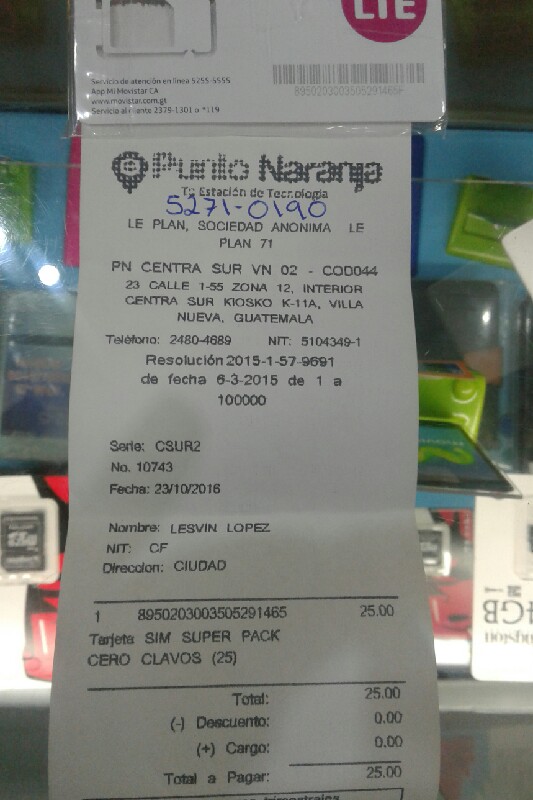 LTE
Servicio de atención en línea 5255-5555
App Mi Movistar CA
www.movistar.com.gt
Servicio al cliente 2379-1301 o *119
8950203003505291465F
Punto Naranja
Tu Estación de Tecnología
5271-0190
LE PLAN, SOCIEDAD ANONIMA LE
PLAN 71
PN CENTRA SUR VN 02 - COD044
23 CALLE 1-55 ZONA 12, INTERIOR
CENTRA SUR KIOSKO K-11A, VILLA
NUEVA, GUATEMALA
Teléfono: 2480-4689 NIT: 5104349-1
Resolución 2015-1-57-9691
de fecha 6-3-2015 de 1 a
100000
Serie: CSUR2
No. 10743
Fecha: 23/10/2016
Nombre: LESVIN LOPEZ
NIT: CF
Direccion: CIUDAD
1 8950203003505291465 25.00
Tarjeta SIM SUPER PACK
CERO CLAVOS (25)
Total: 25.00
(-) Descuento: 0.00
(+) Cargo: 0.00
Total a Pagar: 25.00
trimestrales
GB